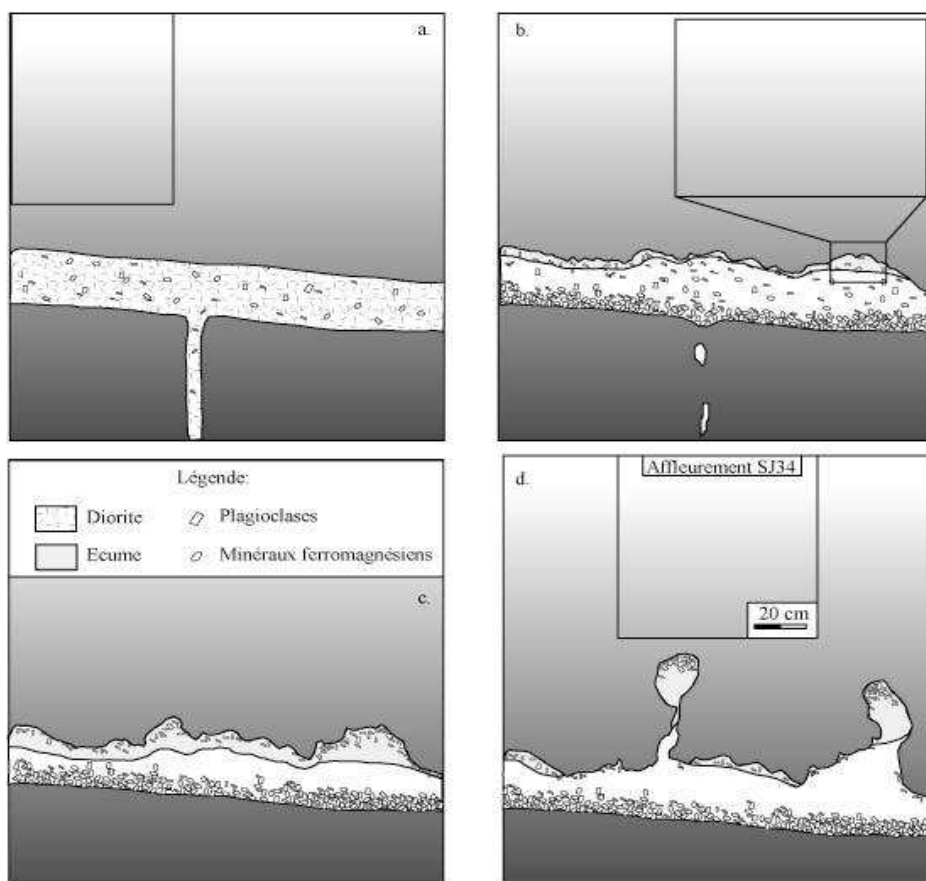 a.
b.
Légende:
Diorite
Plagioclases
Ecume
Minéraux ferromagnésiens
c.
d.
Affleurement SJ34
20 cm